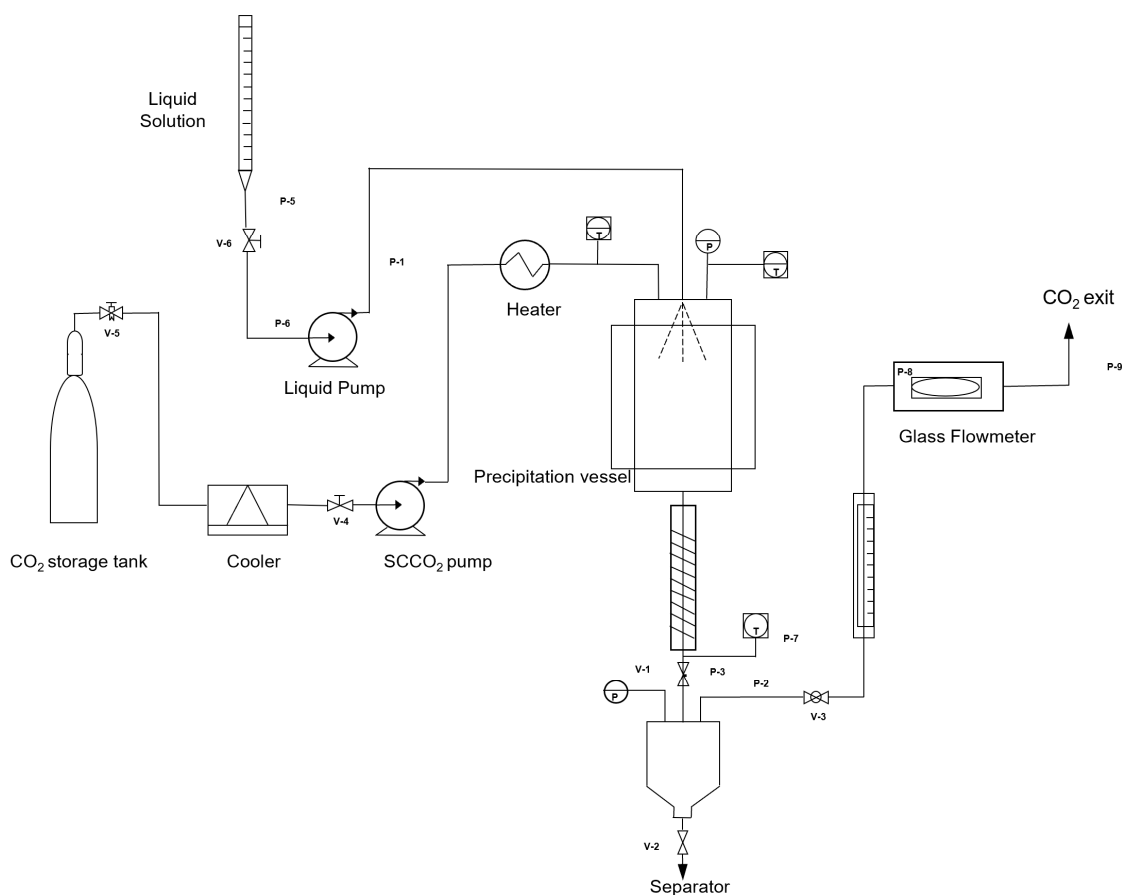 Liquid
Solution
P-5
V-6
T
P
T
P-1
Heater
CO2 exit
P-6
V-5
Liquid Pump
P-8
P-9
Glass Flowmeter
Precipitation vessel
V-4
CO2 storage tank
Cooler
SCCO2 pump
T
P-7
V-1
P-3
P
P-2
V-3
V-2
Separator